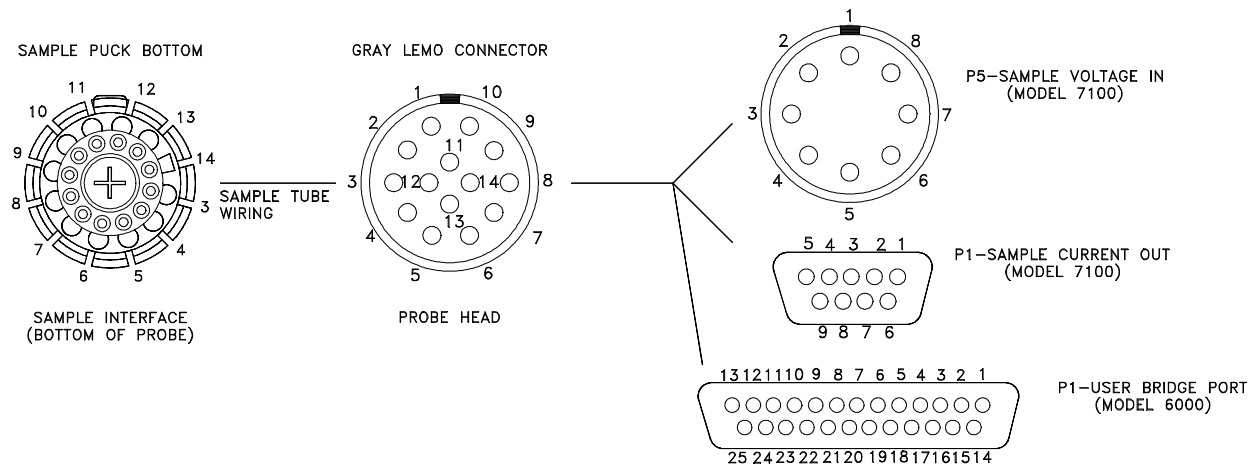 SAMPLE PUCK BOTTOM
11 12
10 13
9 14
8 3
7 4
6 5
SAMPLE INTERFACE
(BOTTOM OF PROBE)
SAMPLE TUBE
WIRING
GRAY LEMO CONNECTOR
1 10
2 9
11
3 12 14 8
13
4 7
5 6
PROBE HEAD
1
2 8
3 7
4 6
5
P5-SAMPLE VOLTAGE IN
(MODEL 7100)
5 4 3 2 1
9 8 7 6
P1-SAMPLE CURRENT OUT
(MODEL 7100)
13 12 11 10 9 8 7 6 5 4 3 2 1
25 24 23 22 21 20 19 18 17 16 15 14
P1-USER BRIDGE PORT
(MODEL 6000)